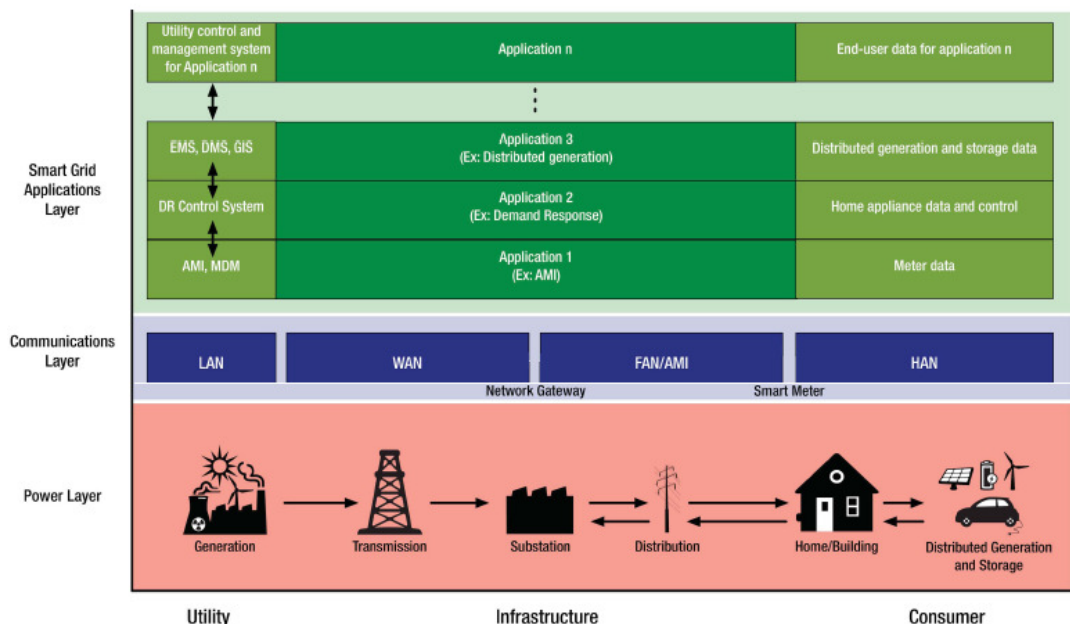 Utility control and
management system
for Application n
Application n
End-user data for application n
Smart Grid
Applications
Layer
EMS, DMS, GIS
Application 3
(Ex: Distributed generation)
Distributed generation and storage data
DR Control System
Application 2
(Ex: Demand Response)
Home appliance data and control
AMI, MDM
Application 1
(Ex: AMI)
Meter data
Communications
Layer
LAN
WAN
FAN/AMI
HAN
Network Gateway
Smart Meter
Power Layer
Generation
Transmission
Substation
Distribution
Home/Building
Distributed Generation
and Storage
Utility
Infrastructure
Consumer